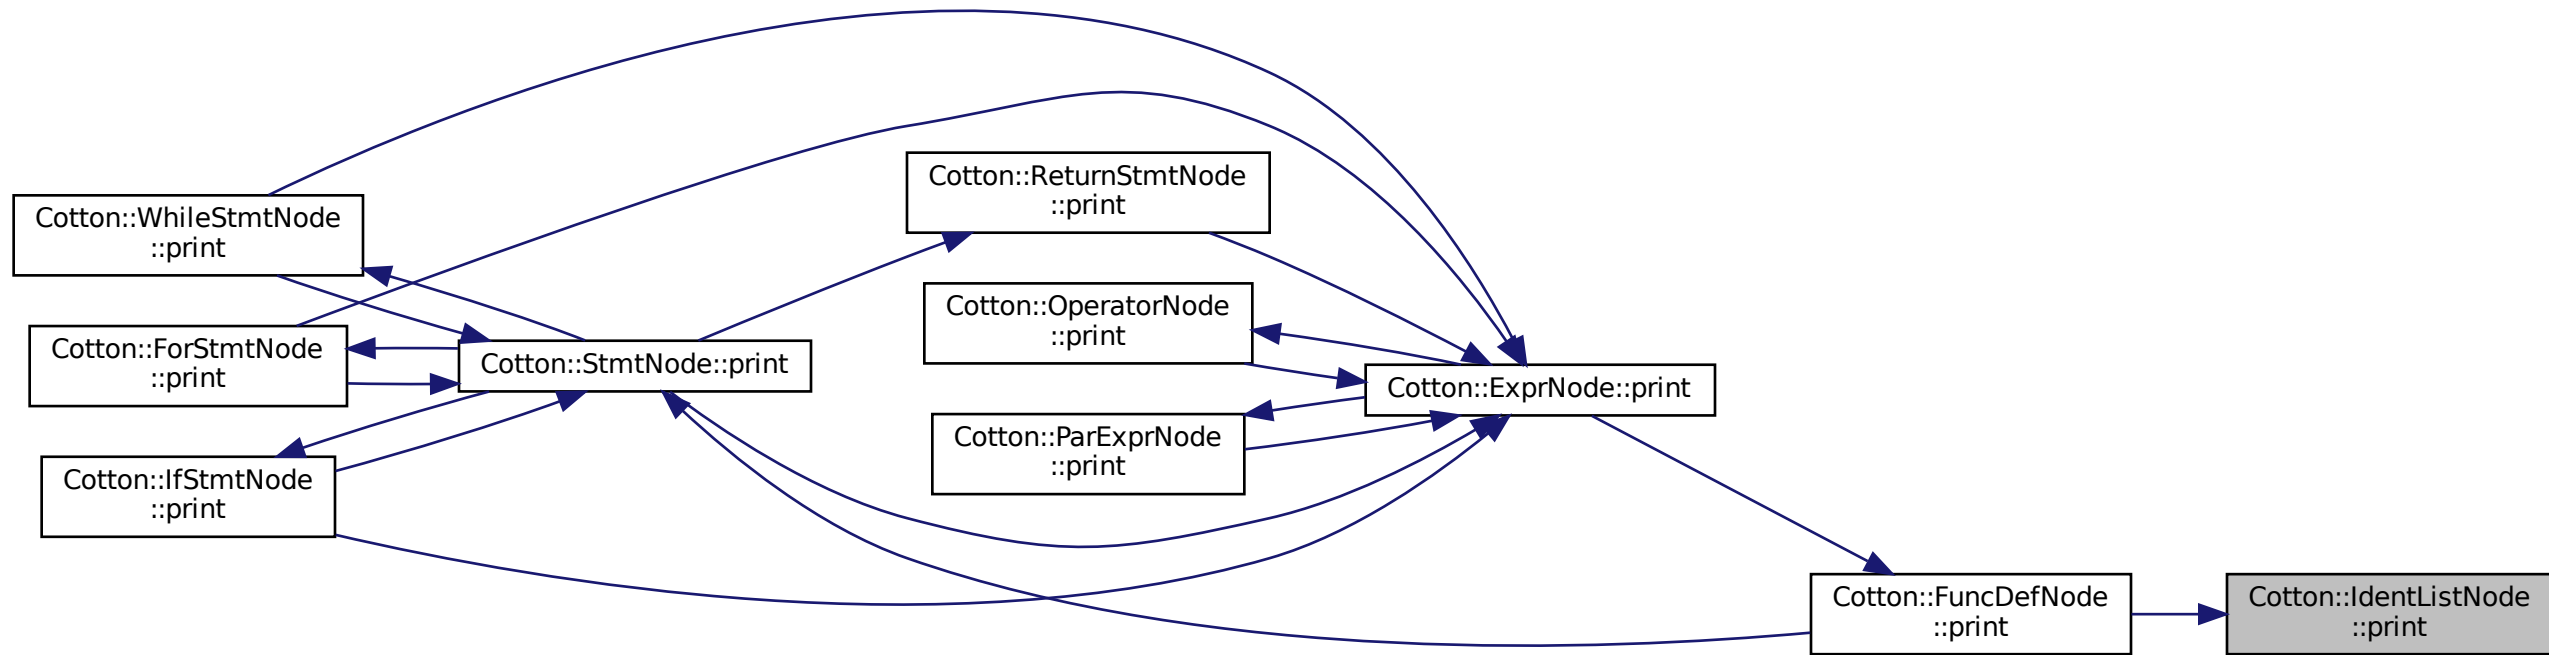 Cotton::WhileStmtNode
::print
Cotton::ForStmtNode
::print
Cotton::IfStmtNode
::print
Cotton::StmtNode::print
Cotton::ReturnStmtNode
::print
Cotton::OperatorNode
::print
Cotton::ParExprNode
::print
Cotton::ExprNode::print
Cotton::FuncDefNode
::print
Cotton::IdentListNode
::print